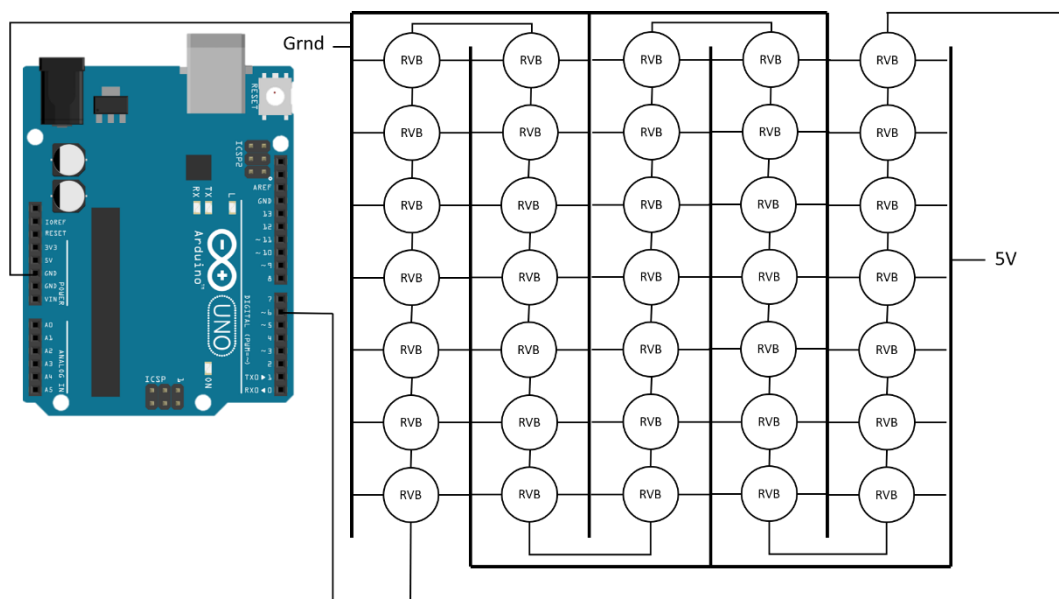 Grnd
5V
RVB RVB RVB RVB RVB
RVB RVB RVB RVB RVB
RVB RVB RVB RVB RVB
RVB RVB RVB RVB RVB
RVB RVB RVB RVB RVB
RVB RVB RVB RVB RVB
RVB RVB RVB RVB RVB
RESET
ICSP2
AREF
GND
13
12
~11
~10
~9
8
7
~6
~5
4
~3
2
TX0▶1
RX0◀0
DIGITAL (PWM=~)
L
TX
RX
Arduino™
UNO
ON
ICSP
1
IOREF
RESET
3V3
5V
GND
GND
VIN
POWER
A0
A1
A2
A3
A4
A5
ANALOG IN